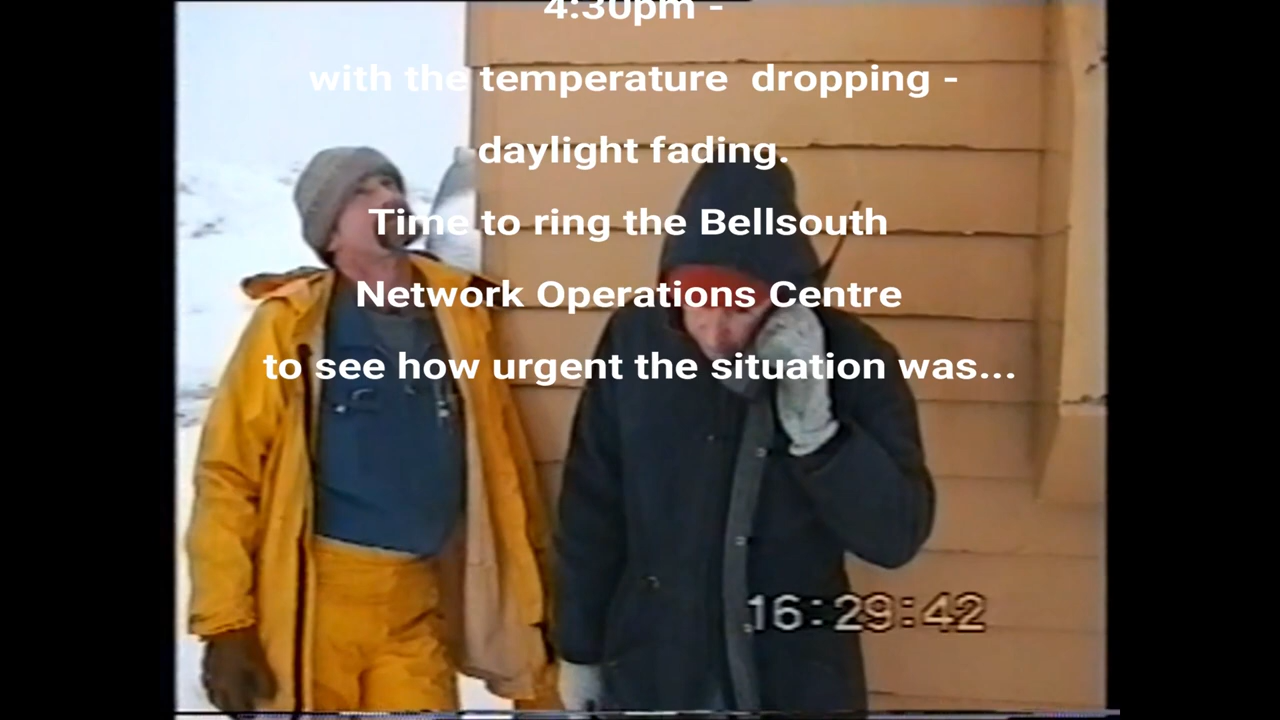 4:30pm -
with the temperature dropping -
daylight fading.
Time to ring the Bellsouth
Network Operations Centre
to see how urgent the situation was...
16:29:42